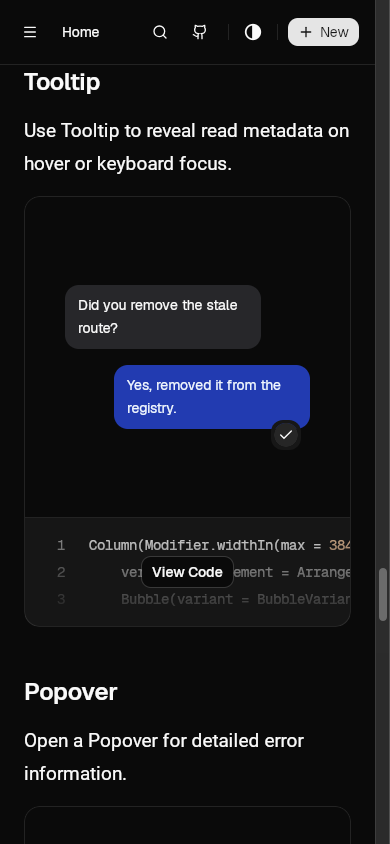 Home
New
Tooltip
Use Tooltip to reveal read metadata on
hover or keyboard focus.
Did you remove the stale
route?
Yes, removed it from the
registry.
1 Column(Modifier.widthIn(max = 384
2 ver
View Code
ement = Arrange
3 Bubble(variant = BubbleVarian
Popover
Open a Popover for detailed error
information.